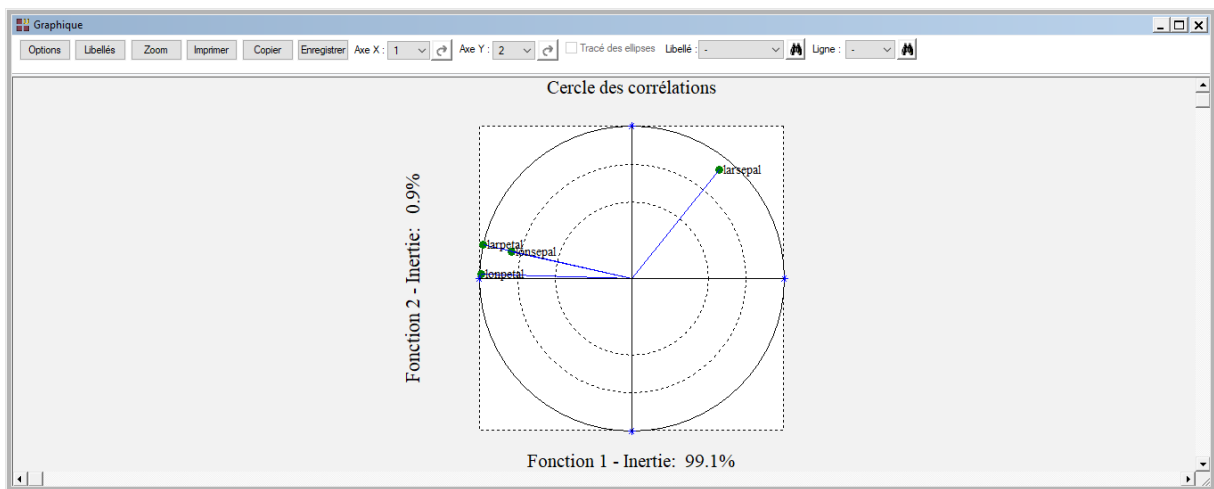 Graphique
Options Libellés Zoom Imprimer Copier Enregistrer Axe X : 1 Axe Y : 2 Tracé des ellipses Libellé : - Ligne : -
Cercle des corrélations
larsepal
larpetal
lonsepal
lonpetal
Fonction 2 - Inertie: 0.9%
Fonction 1 - Inertie: 99.1%